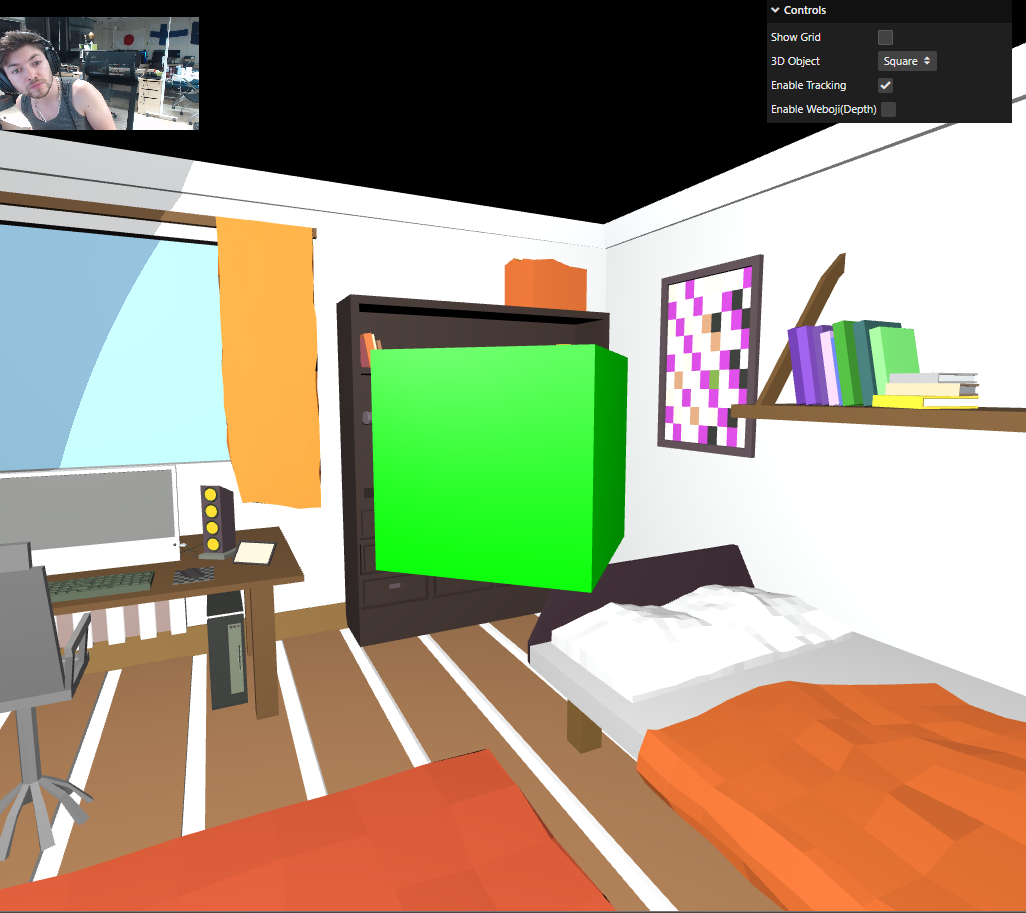 Controls
Show Grid
3D Object Square
Enable Tracking
Enable Weboji(Depth)